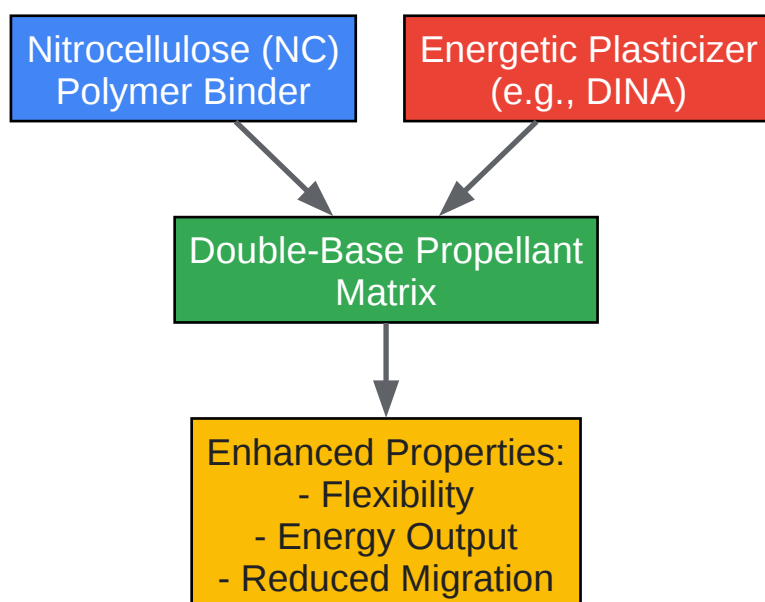 Nitrocellulose (NC)
Polymer Binder
Energetic Plasticizer
(e.g., DINA)
Double-Base Propellant
Matrix
Enhanced Properties:
- Flexibility
- Energy Output
- Reduced Migration